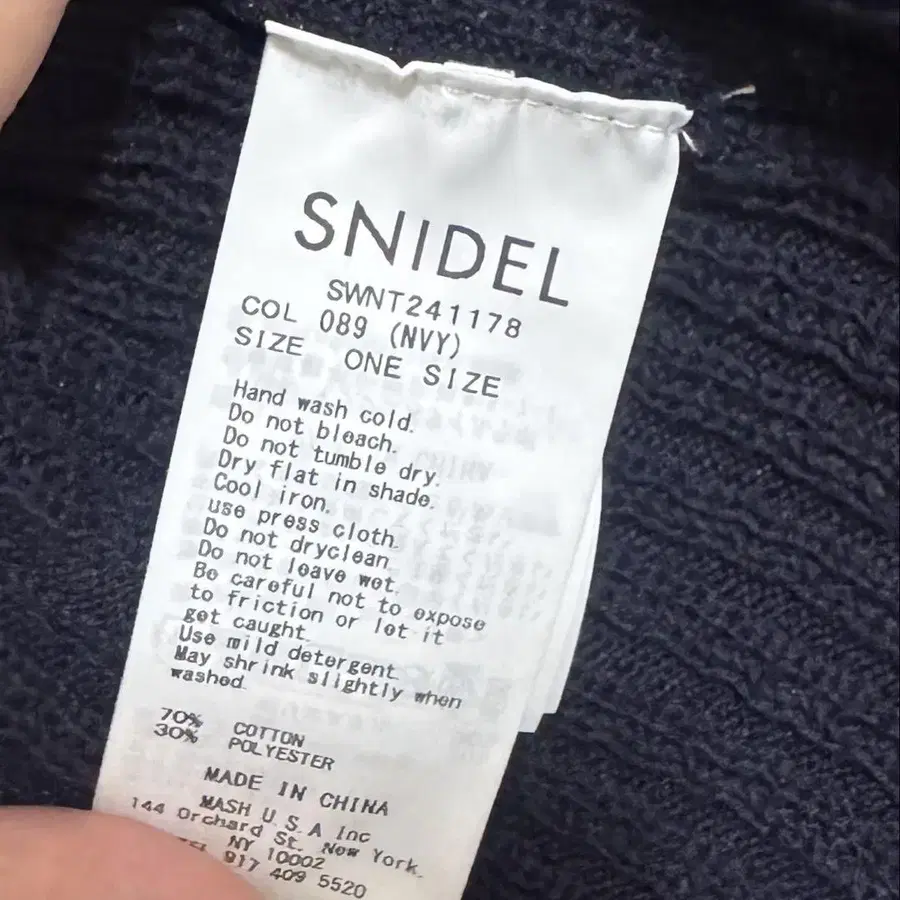 SNIDEL
SWNT241178
COL 089 (NVY)
SIZE ONE SIZE
Hand wash cold.
Do not bleach.
Do not tumble dry.
Dry flat in shade.
Cool iron.
use press cloth.
Do not dryclean
Do not leave wet.
Be careful not to expose
to friction or let it
get caught.
Use mild detergent.
May shrink slightly when
washed.
70% COTTON
30% POLYESTER
MADE IN CHINA
MASH U.S.A Inc
144 Orchard St. New York.
NY 10002
917 409 5520